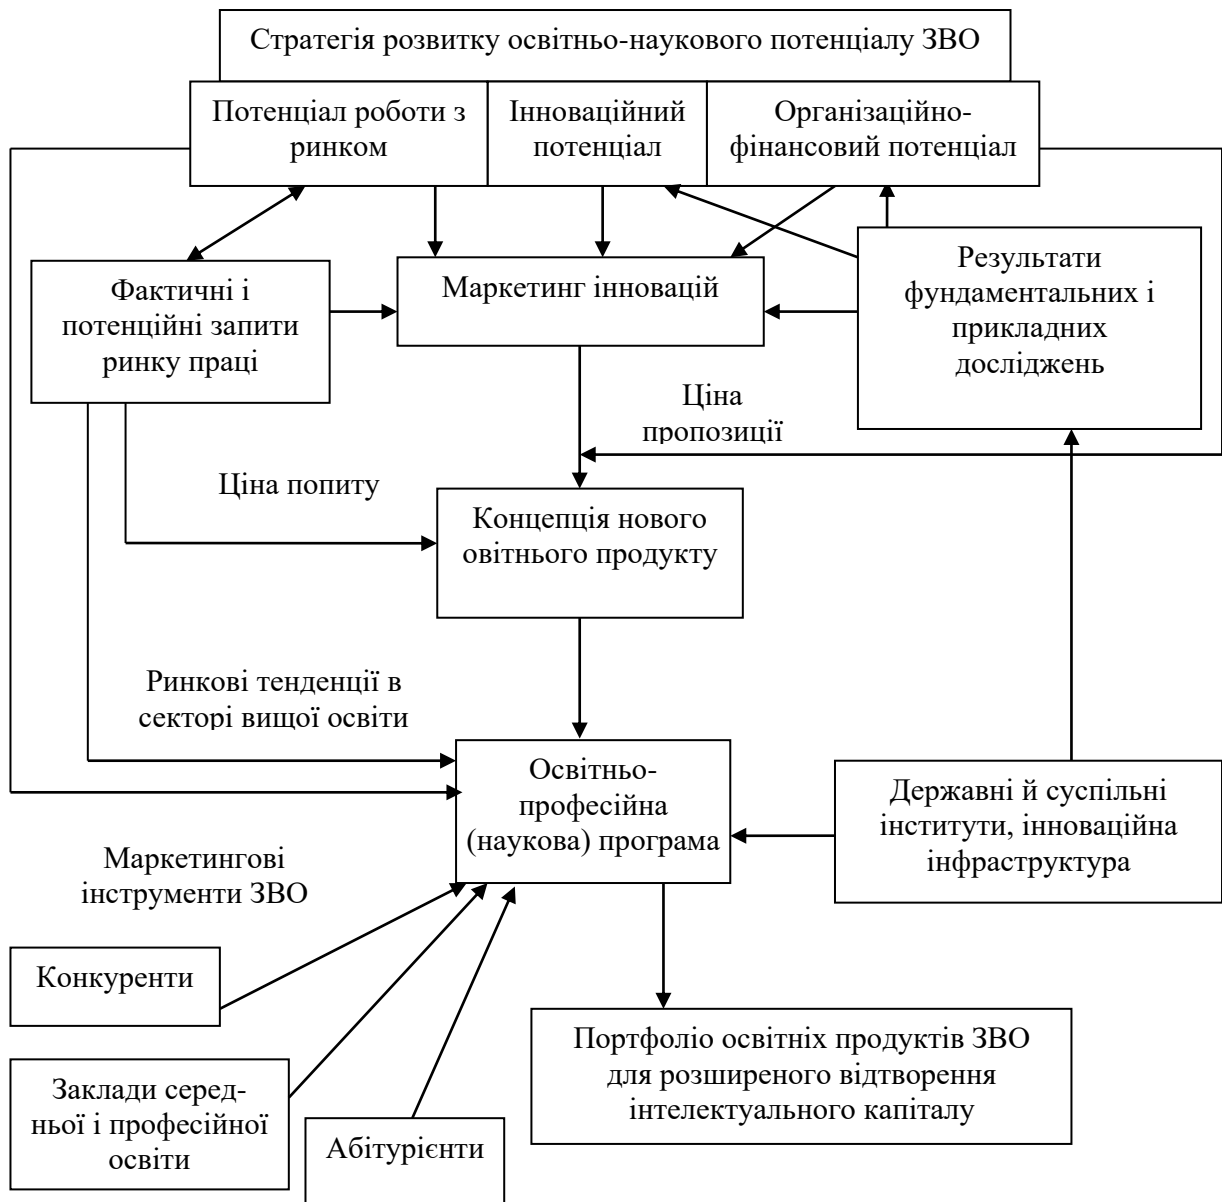 Стратегія розвитку освітньо-наукового потенціалу ЗВО
Потенціал роботи з
ринком
Інноваційний
потенціал
Організаційно-
фінансовий потенціал
Фактичні і
потенційні запити
ринку праці
Маркетинг інновацій
Результати
фундаментальних і
прикладних
досліджень
Ціна
пропозиції
Ціна попиту
Концепція нового
овітнього продукту
Ринкові тенденції в
секторі вищої освіти
Освітньо-
професійна
(наукова) програма
Державні й суспільні
інститути, інноваційна
інфраструктура
Маркетингові
інструменти ЗВО
Конкуренти
Заклади серед-
ньої і професійної
освіти
Абітурієнти
Портфоліо освітніх продуктів ЗВО
для розширеного відтворення
інтелектуального капіталу